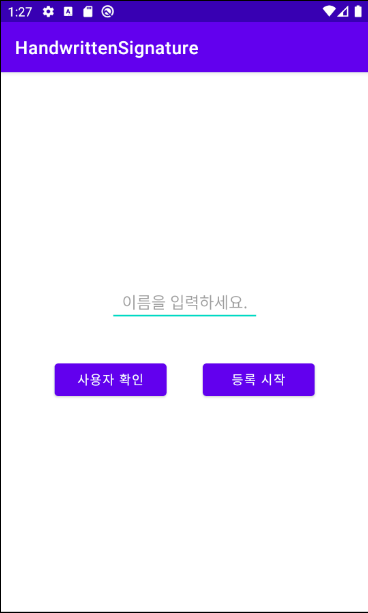 1:27
HandwrittenSignature
이름을 입력하세요.
사용자 확인
등록 시작